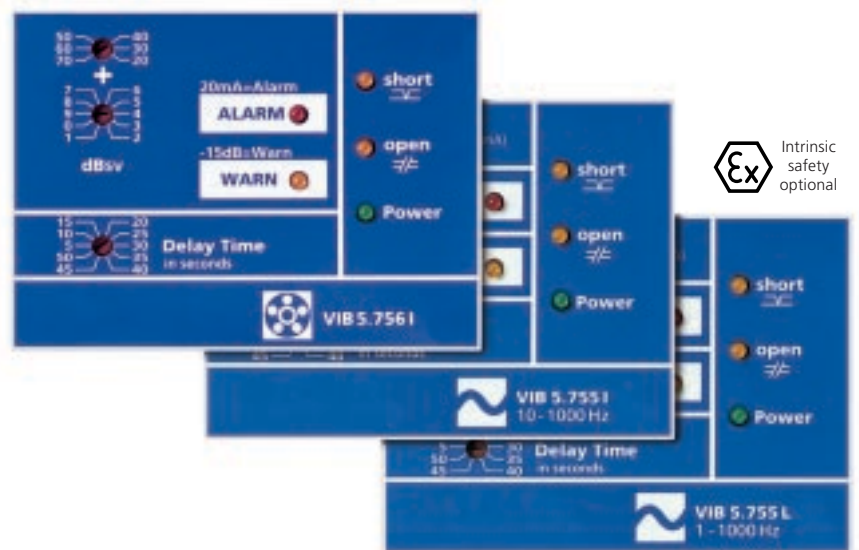 50 40
60 30
70 20
+
7 6
8 5
9 4
0 3
1 2
dBsv
20mA=Alarm
ALARM
-15dB=Warn
WARN
short
open
Power
15 20
10 25
5 30
50 35
45 40
Delay Time
in seconds
VIB 5.756 I
short
open
Power
in seconds
VIB 5.755 I
10 - 1000 Hz
Ex
Intrinsic
safety
optional
short
open
Power
5 30
50 35
45 40
Delay Time
in seconds
VIB 5.755 L
1 - 1000 Hz